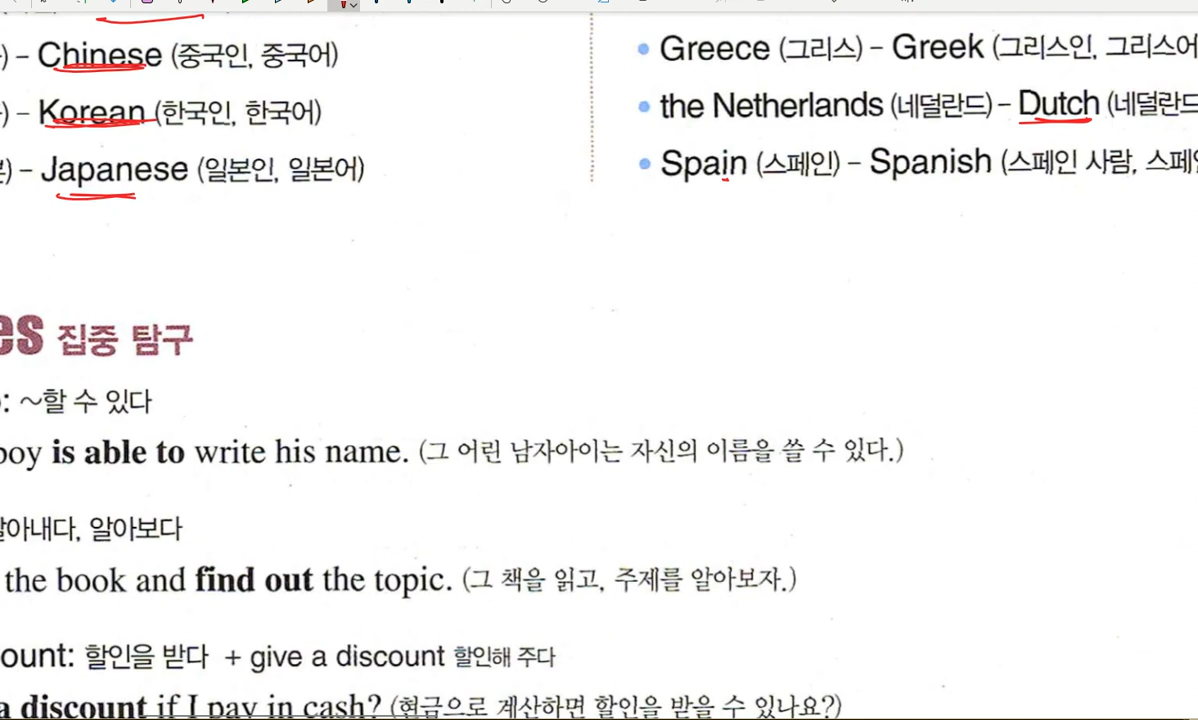 – Chinese (중국인, 중국어)
– Korean (한국인, 한국어)
– Japanese (일본인, 일본어)
• Greece (그리스) – Greek (그리스인, 그리스어
• the Netherlands (네덜란드) – Dutch (네덜란드
• Spain (스페인) – Spanish (스페인 사람, 스페인
집중 탐구
: ~할 수 있다
boy is able to write his name. (그 어린 남자아이는 자신의 이름을 쓸 수 있다.)
알아내다, 알아보다
the book and find out the topic. (그 책을 읽고, 주제를 알아보자.)
ount: 할인을 받다 + give a discount 할인해 주다
a discount if I pay in cash? (현금으로 계산하면 할인을 받을 수 있나요?)